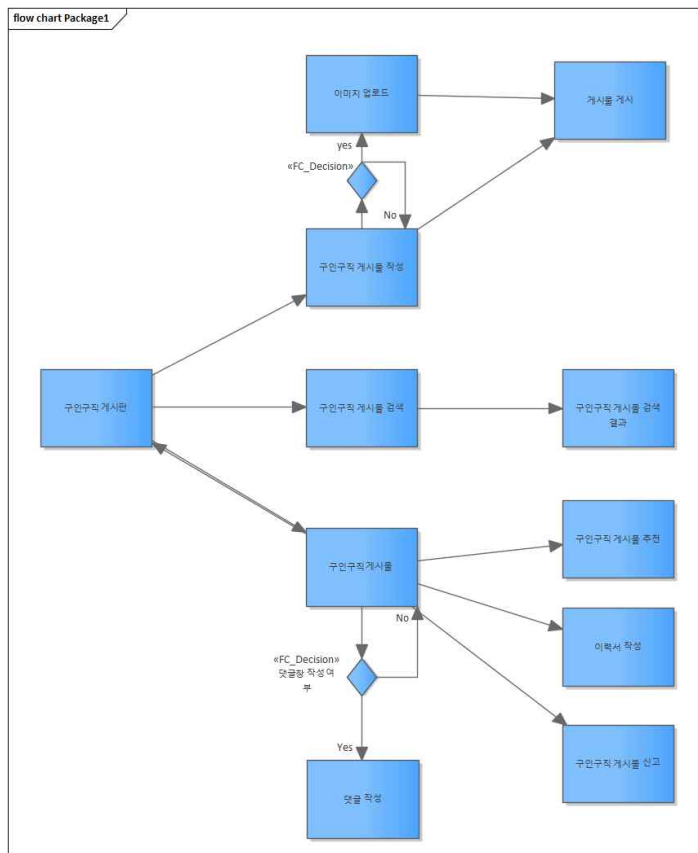 flow chart Package1
이미지 업로드
게시물 게시
yes
«FC_Decision»
No
구인구직 게시물 작성
구인구직 게시판
구인구직 게시물 검색
구인구직 게시물 검색
결과
구인구직 게시물 추천
구인구직 게시물
이력서 작성
No
«FC_Decision»
댓글창 작성 여
부
구인구직 게시물 신고
Yes
댓글 작성